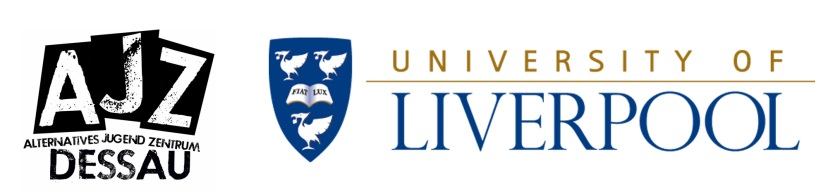 AJZ
ALTERNATIVES JUGEND ZENTRUM
DESSAU
FIAT LUX
UNIVERSITY OF
LIVERPOOL